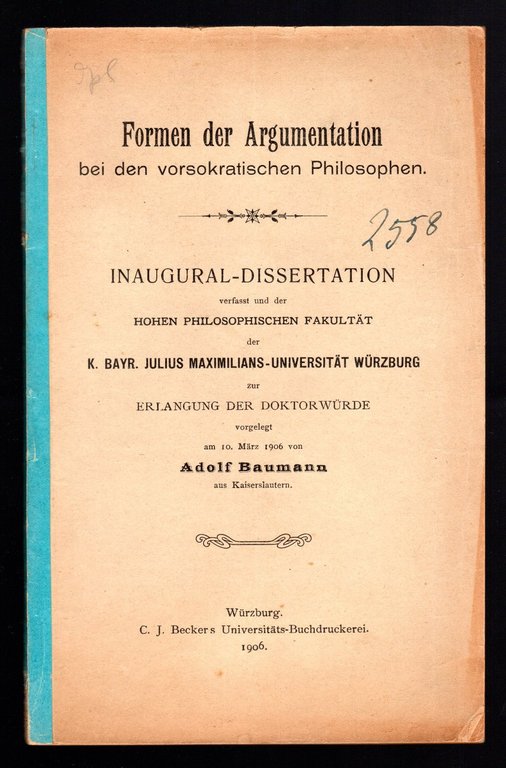 Formen der Argumentation
bei den vorsokratischen Philosophen.
2558
INAUGURAL-DISSERTATION
verfasst und der
HOHEN PHILOSOPHISCHEN FAKULTÄT
der
K. BAYR. JULIUS MAXIMILIANS-UNIVERSITÄT WÜRZBURG
zur
ERLANGUNG DER DOKTORWÜRDE
vorgelegt
am 10. März 1906 von
Adolf Baumann
aus Kaiserslautern.
Würzburg.
C. J. Beckers Universitäts-Buchdruckerei.
1906.